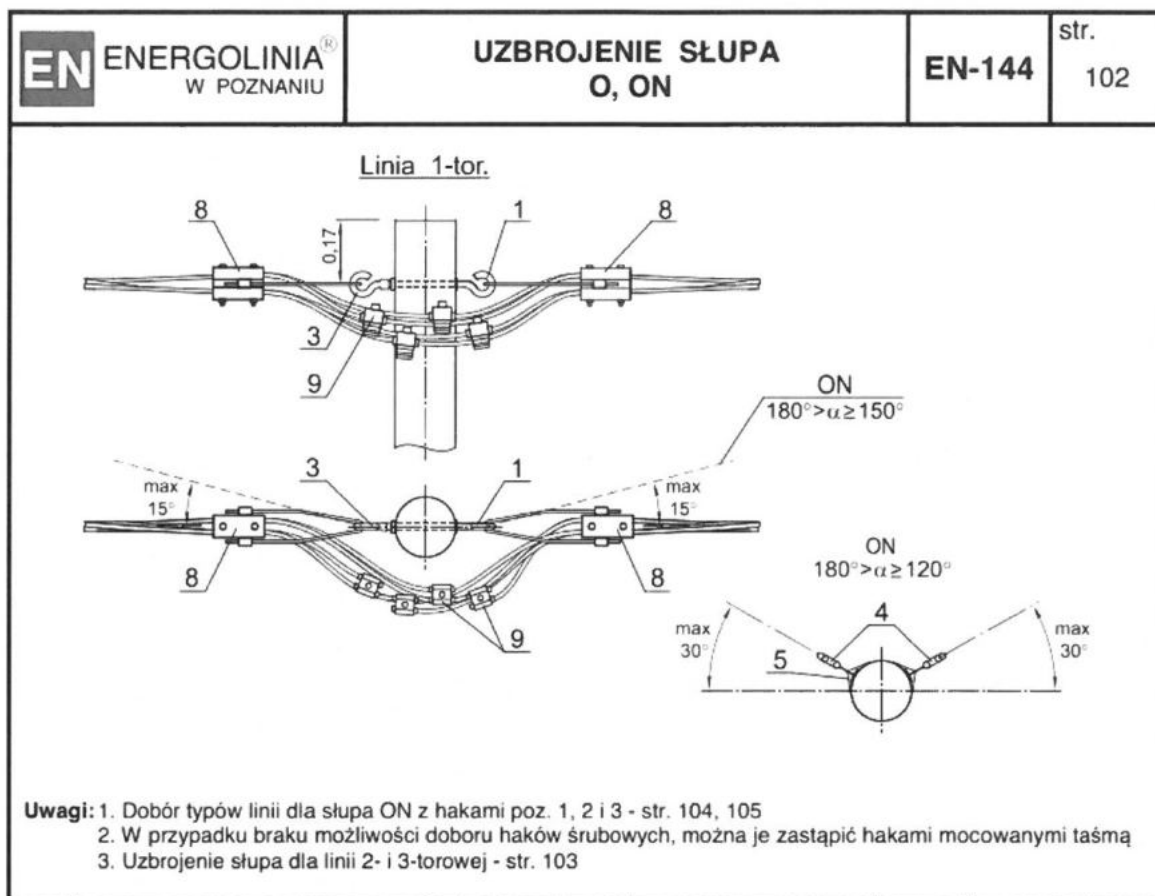 EN ENERGOLINIA®
W POZNANIU
UZBROJENIE SŁUPA
O, ON
EN-144
str.
102
Linia 1-tor.
8
0,17
1
8
3
9
ON
180°>α≥150°
max
15°
3
1
max
15°
8
8
9
ON
180°>α≥120°
max
30°
4
5
max
30°
Uwagi: 1. Dobór typów linii dla słupa ON z hakami poz. 1, 2 i 3 - str. 104, 105
2. W przypadku braku możliwości doboru haków śrubowych, można je zastąpić hakami mocowanymi taśmą
3. Uzbrojenie słupa dla linii 2- i 3-torowej - str. 103